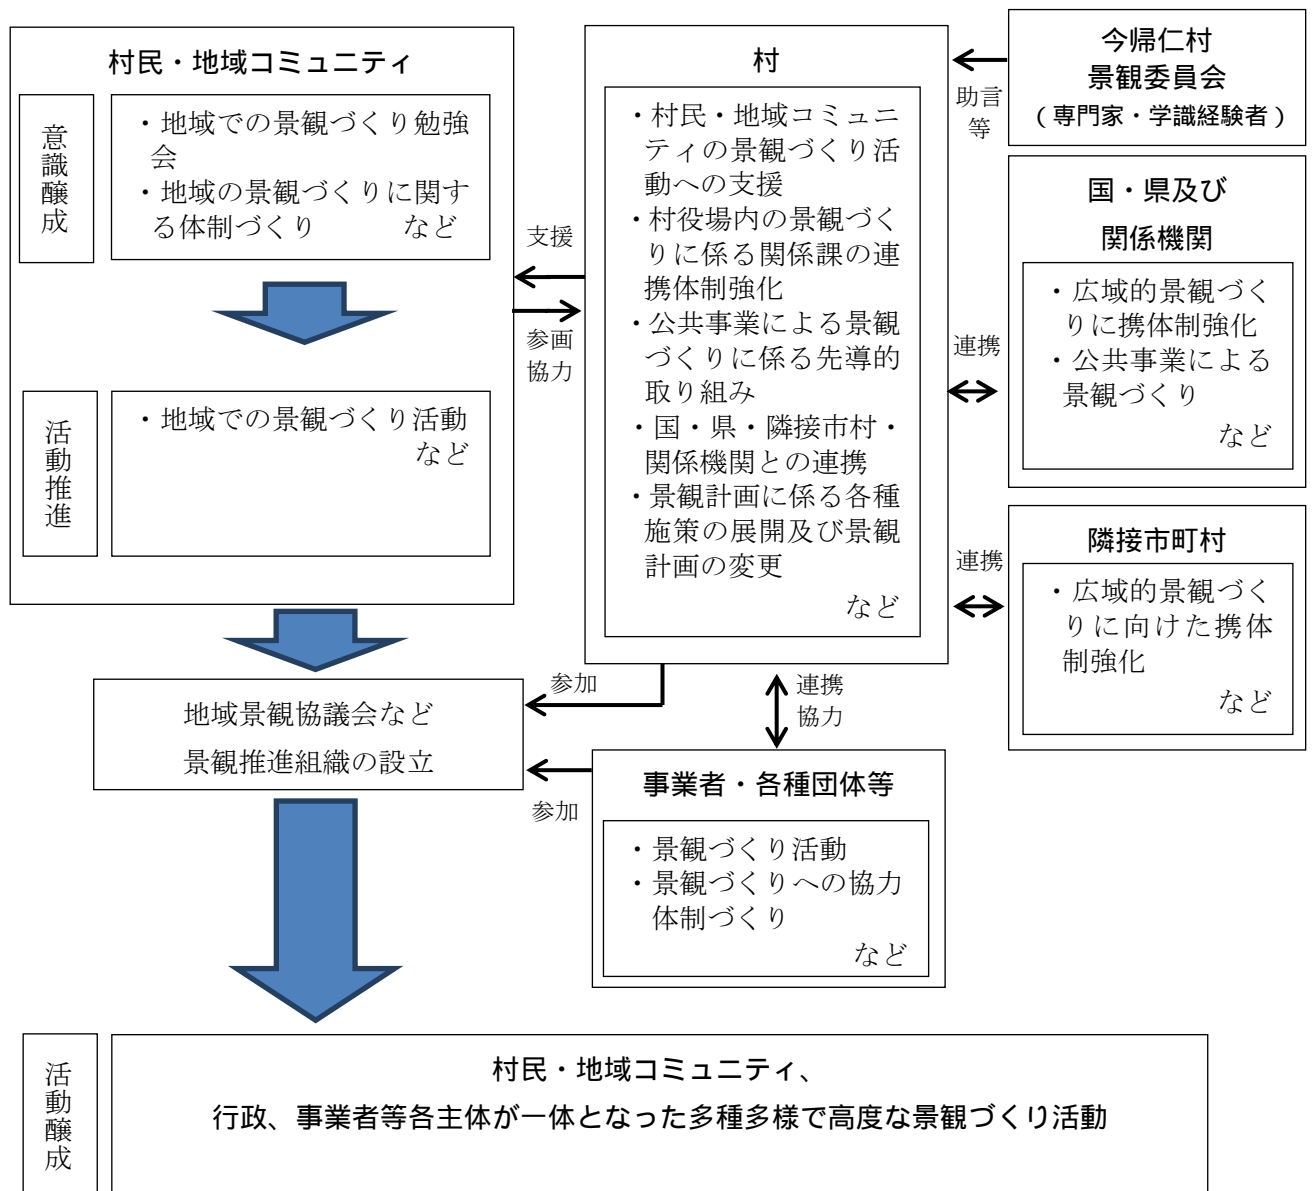 村民・地域コミュニティ
意識醸成
・地域での景観づくり勉強
会
・地域の景観づくりに関す
る体制づくり など
活動推進
・地域での景観づくり活動
など
支援
参画
協力
村
・村民・地域コミュニ
ティの景観づくり活
動への支援
・村役場内の景観づく
りに係る関係課の連
携体制強化
・公共事業による景観
づくりに係る先導的
取り組み
・国・県・隣接市村・
関係機関との連携
・景観計画に係る各種
施策の展開及び景観
計画の変更
など
助言
等
今帰仁村
景観委員会
（専門家・学識経験者）
連携
国・県及び
関係機関
・広域的景観づく
りに携体制強化
・公共事業による
景観づくり
など
連携
隣接市町村
・広域的景観づく
りに向けた携体
制強化
など
地域景観協議会など
景観推進組織の設立
参加
参加
連携
協力
事業者・各種団体等
・景観づくり活動
・景観づくりへの協力
体制づくり
など
活動醸成
村民・地域コミュニティ、
行政、事業者等各主体が一体となった多種多様で高度な景観づくり活動